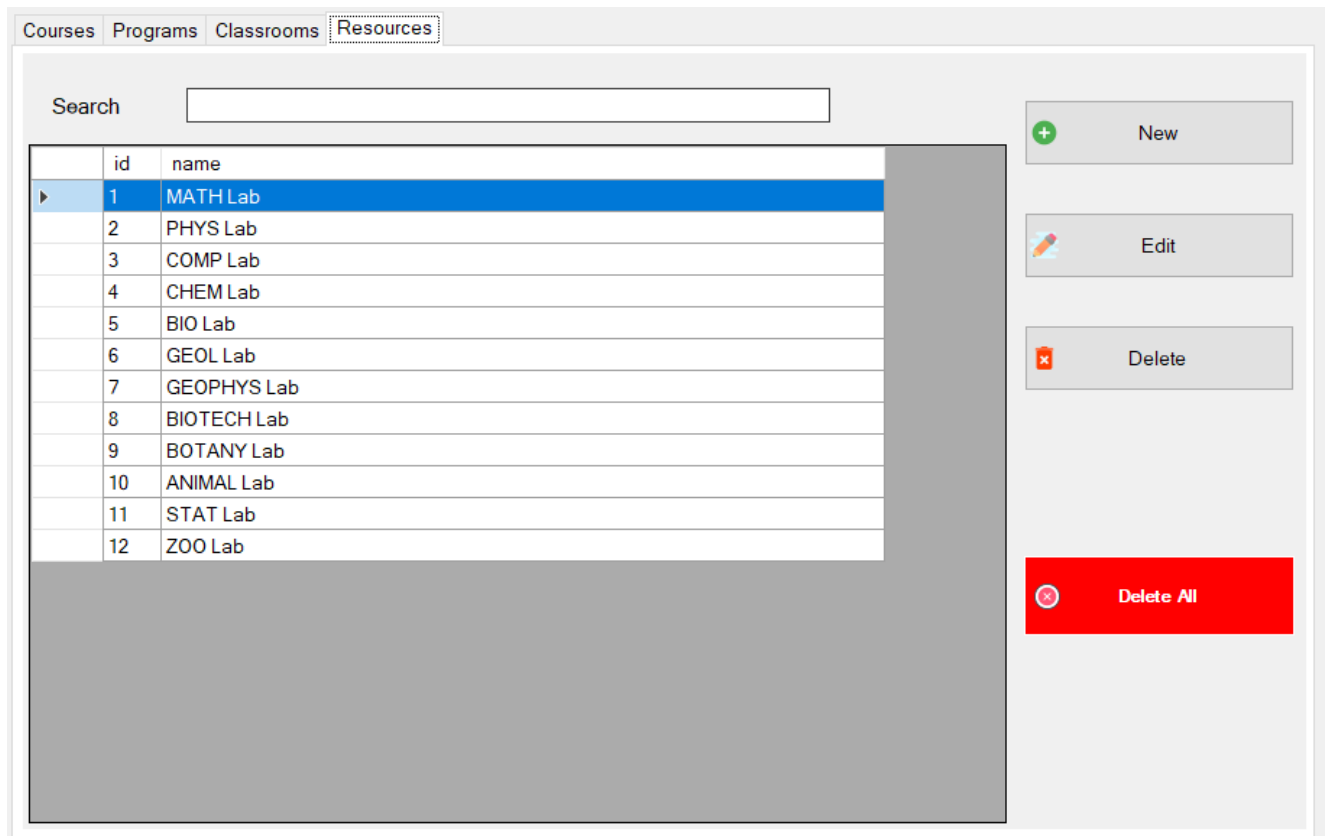 Courses Programs Classrooms Resources
Search
New
id name
1 MATH Lab
2 PHYS Lab
3 COMP Lab
Edit
4 CHEM Lab
5 BIO Lab
6 GEOL Lab
Delete
7 GEOPHYS Lab
8 BIOTECH Lab
9 BOTANY Lab
10 ANIMAL Lab
11 STAT Lab
12 ZOO Lab
Delete All